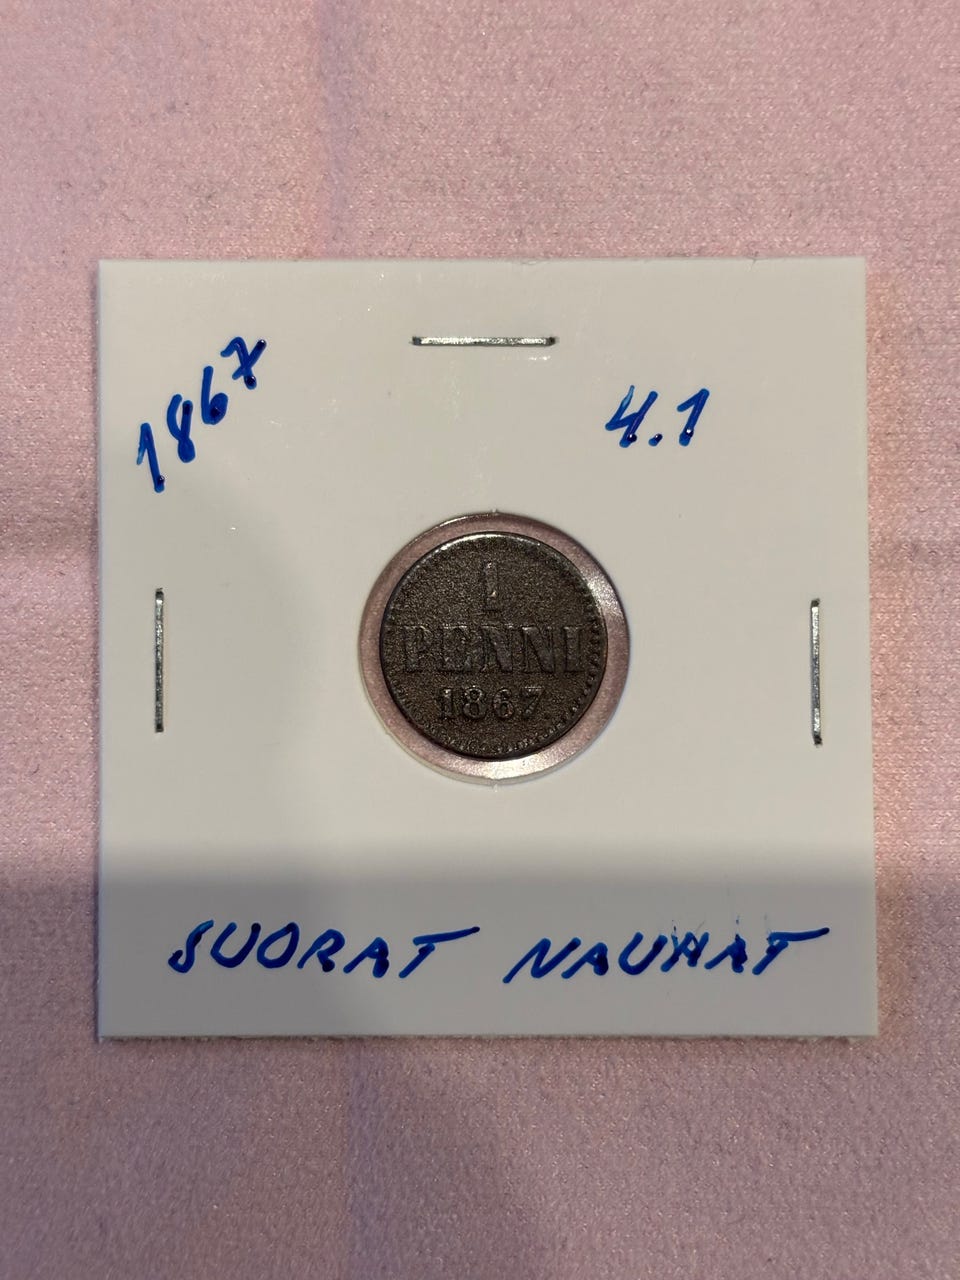 1867
4.1
1
PENNI
1867
SUORAT NAUHAT